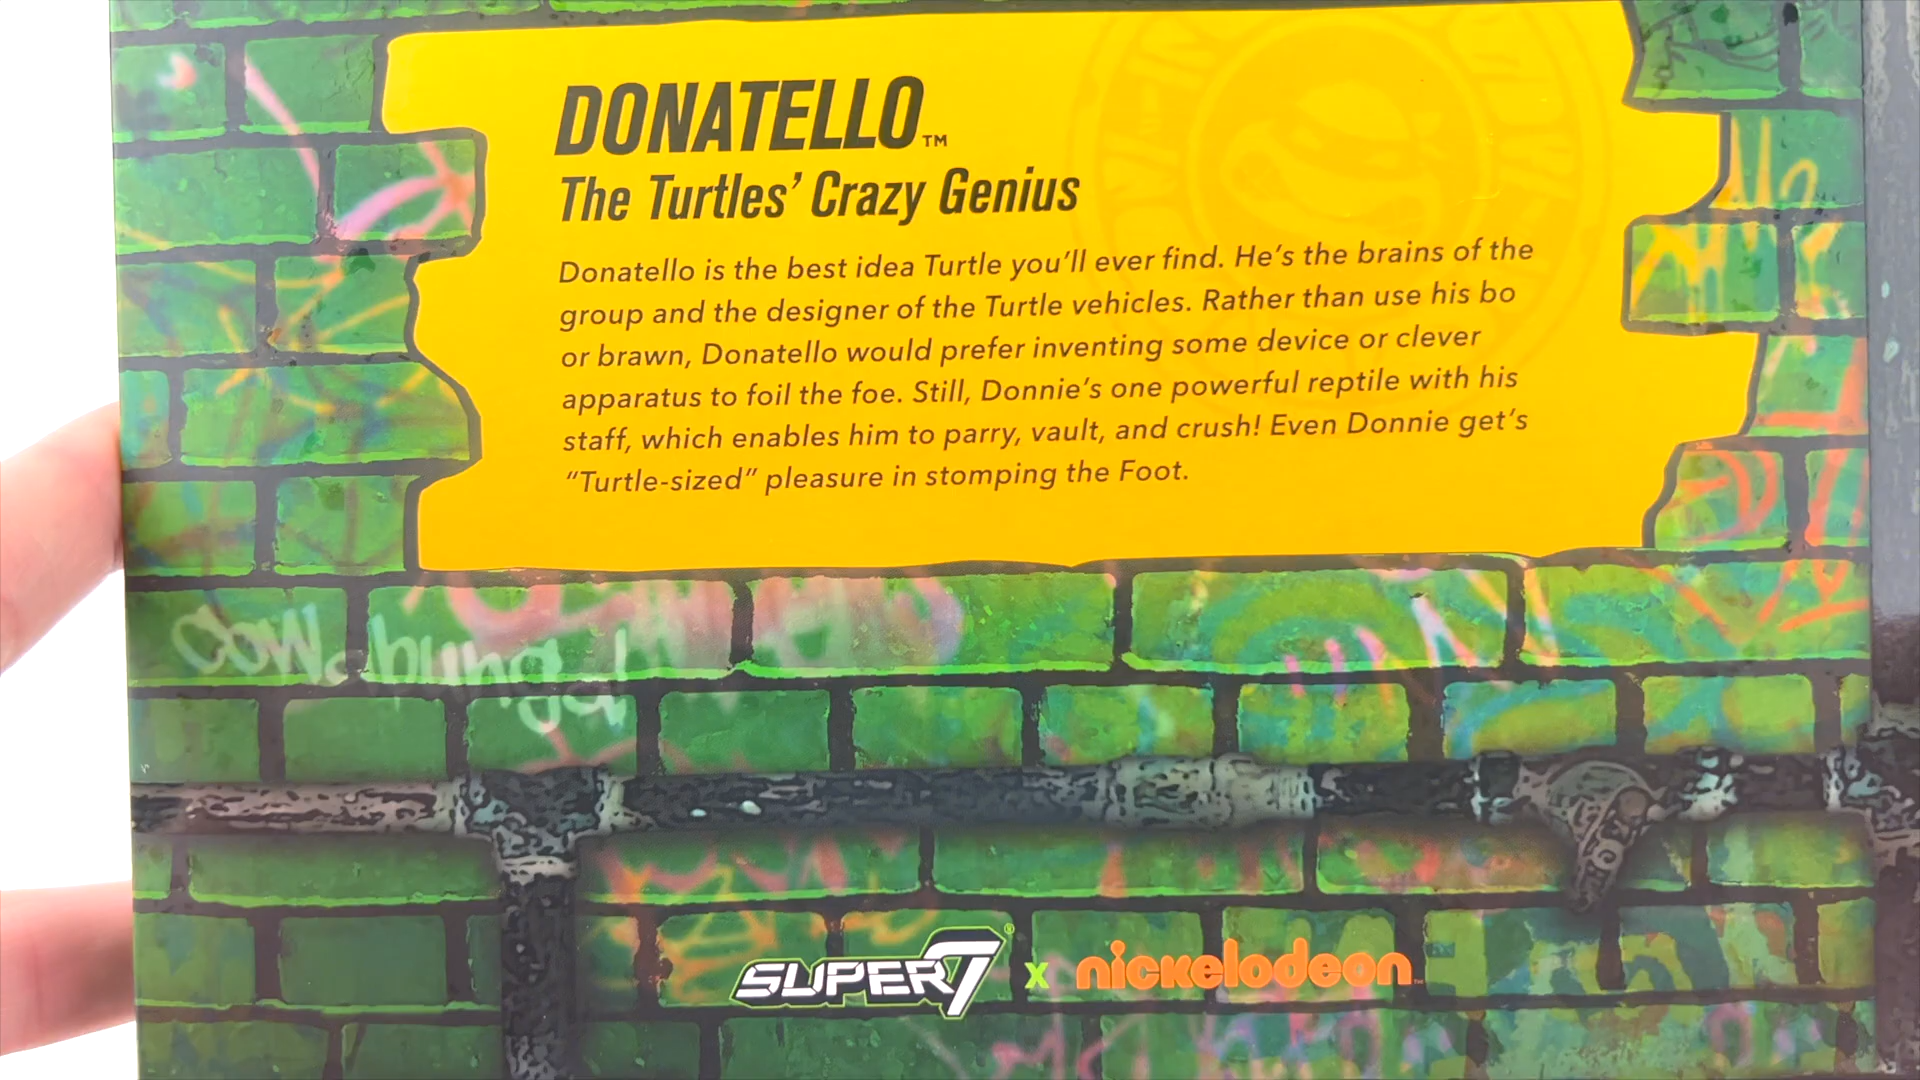 DONATELLO™
The Turtles' Crazy Genius
Donatello is the best idea Turtle you'll ever find. He's the brains of the
group and the designer of the Turtle vehicles. Rather than use his bo
or brawn, Donatello would prefer inventing some device or clever
apparatus to foil the foe. Still, Donnie's one powerful reptile with his
staff, which enables him to parry, vault, and crush! Even Donnie get's
“Turtle-sized” pleasure in stomping the Foot.
Cowabunga!
SUPER7® x nickelodeon™